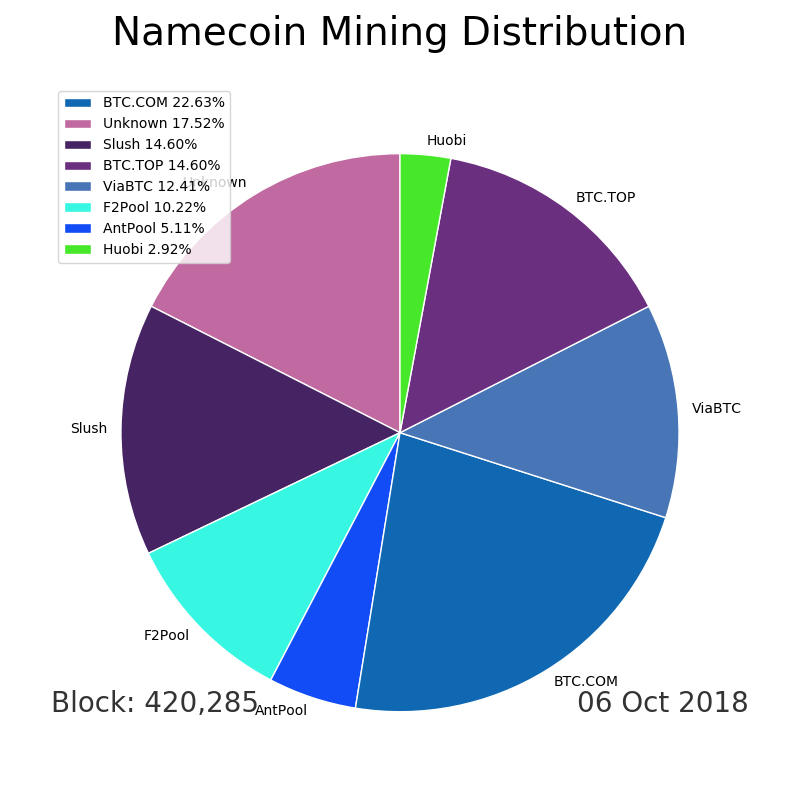 Namecoin Mining Distribution
BTC.COM 22.63%
Unknown 17.52%
Slush 14.60%
BTC.TOP 14.60%
ViaBTC 12.41%
F2Pool 10.22%
AntPool 5.11%
Huobi 2.92%
Huobi
Unknown
BTC.TOP
ViaBTC
Slush
F2Pool
BTC.COM
AntPool
Block: 420,285
06 Oct 2018